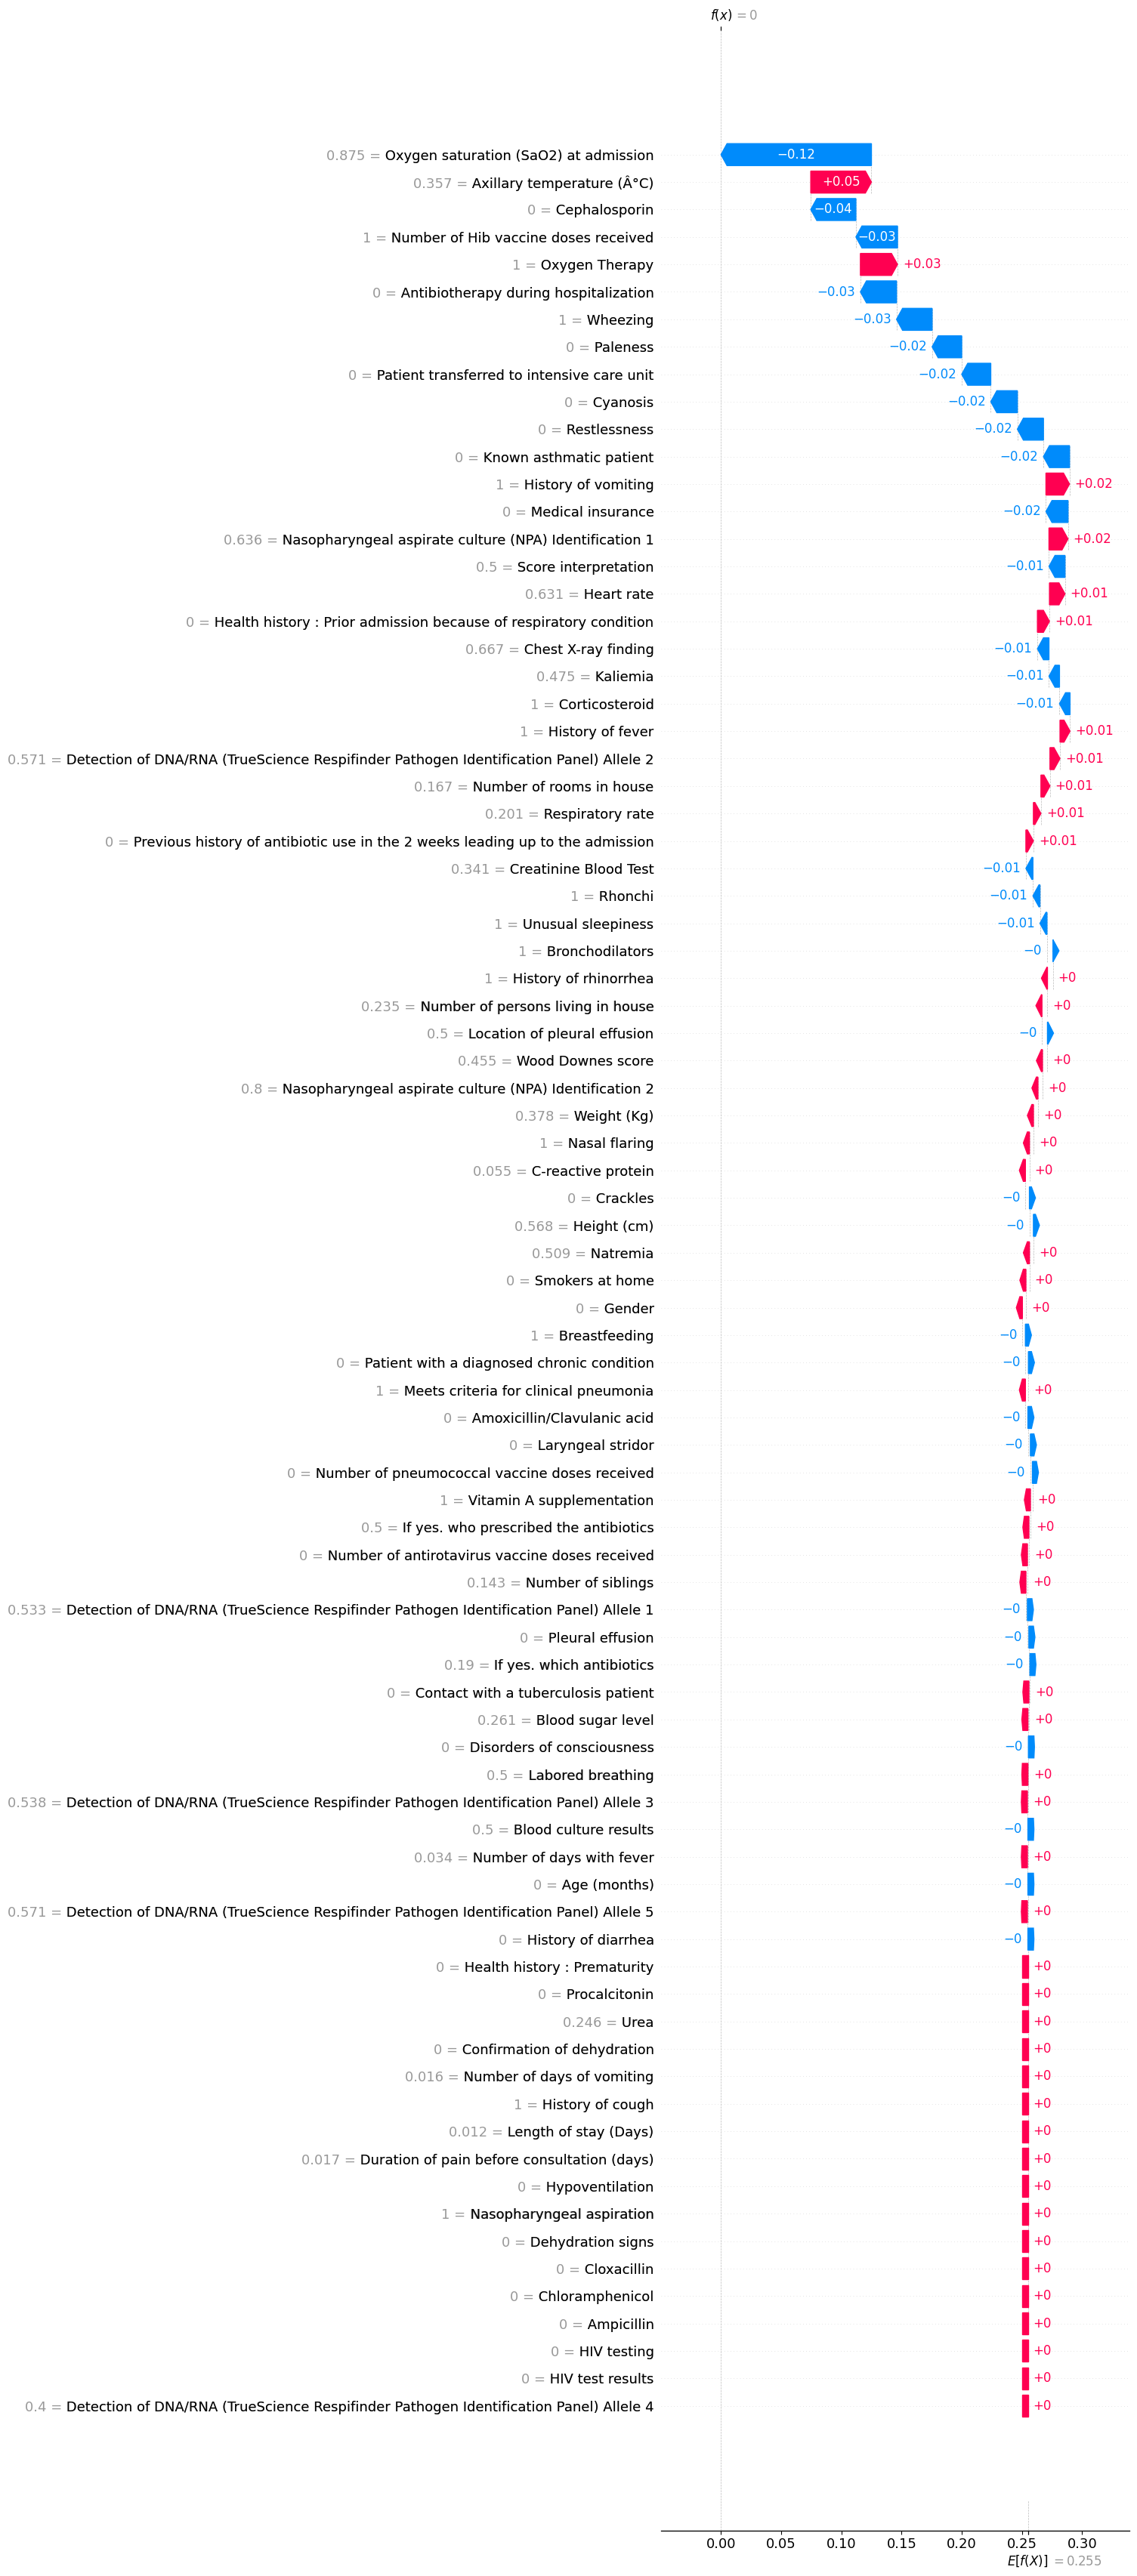 f(x) = 0
0.875 = Oxygen saturation (SaO2) at admission −0.12
0.357 = Axillary temperature (Â°C) +0.05
0 = Cephalosporin −0.04
1 = Number of Hib vaccine doses received −0.03
1 = Oxygen Therapy +0.03
0 = Antibiotherapy during hospitalization −0.03
1 = Wheezing −0.03
0 = Paleness −0.02
0 = Patient transferred to intensive care unit −0.02
0 = Cyanosis −0.02
0 = Restlessness −0.02
0 = Known asthmatic patient −0.02
1 = History of vomiting +0.02
0 = Medical insurance −0.02
0.636 = Nasopharyngeal aspirate culture (NPA) Identification 1 +0.02
0.5 = Score interpretation −0.01
0.631 = Heart rate +0.01
0 = Health history : Prior admission because of respiratory condition +0.01
0.667 = Chest X-ray finding −0.01
0.475 = Kaliemia −0.01
1 = Corticosteroid −0.01
1 = History of fever +0.01
0.571 = Detection of DNA/RNA (TrueScience Respifinder Pathogen Identification Panel) Allele 2 +0.01
0.167 = Number of rooms in house +0.01
0.201 = Respiratory rate +0.01
0 = Previous history of antibiotic use in the 2 weeks leading up to the admission +0.01
0.341 = Creatinine Blood Test −0.01
1 = Rhonchi −0.01
1 = Unusual sleepiness −0.01
1 = Bronchodilators −0
1 = History of rhinorrhea +0
0.235 = Number of persons living in house +0
0.5 = Location of pleural effusion −0
0.455 = Wood Downes score +0
0.8 = Nasopharyngeal aspirate culture (NPA) Identification 2 +0
0.378 = Weight (Kg) +0
1 = Nasal flaring +0
0.055 = C-reactive protein +0
0 = Crackles −0
0.568 = Height (cm) −0
0.509 = Natremia +0
0 = Smokers at home +0
0 = Gender +0
1 = Breastfeeding −0
0 = Patient with a diagnosed chronic condition −0
1 = Meets criteria for clinical pneumonia +0
0 = Amoxicillin/Clavulanic acid −0
0 = Laryngeal stridor −0
0 = Number of pneumococcal vaccine doses received −0
1 = Vitamin A supplementation +0
0.5 = If yes. who prescribed the antibiotics +0
0 = Number of antirotavirus vaccine doses received +0
0.143 = Number of siblings +0
0.533 = Detection of DNA/RNA (TrueScience Respifinder Pathogen Identification Panel) Allele 1 −0
0 = Pleural effusion −0
0.19 = If yes. which antibiotics −0
0 = Contact with a tuberculosis patient +0
0.261 = Blood sugar level +0
0 = Disorders of consciousness −0
0.5 = Labored breathing +0
0.538 = Detection of DNA/RNA (TrueScience Respifinder Pathogen Identification Panel) Allele 3 +0
0.5 = Blood culture results −0
0.034 = Number of days with fever +0
0 = Age (months) −0
0.571 = Detection of DNA/RNA (TrueScience Respifinder Pathogen Identification Panel) Allele 5 +0
0 = History of diarrhea −0
0 = Health history : Prematurity +0
0 = Procalcitonin +0
0.246 = Urea +0
0 = Confirmation of dehydration +0
0.016 = Number of days of vomiting +0
1 = History of cough +0
0.012 = Length of stay (Days) +0
0.017 = Duration of pain before consultation (days) +0
0 = Hypoventilation +0
1 = Nasopharyngeal aspiration +0
0 = Dehydration signs +0
0 = Cloxacillin +0
0 = Chloramphenicol +0
0 = Ampicillin +0
0 = HIV testing +0
0 = HIV test results +0
0.4 = Detection of DNA/RNA (TrueScience Respifinder Pathogen Identification Panel) Allele 4 +0
0.00 0.05 0.10 0.15 0.20 0.25 0.30
E[f(X)] = 0.255